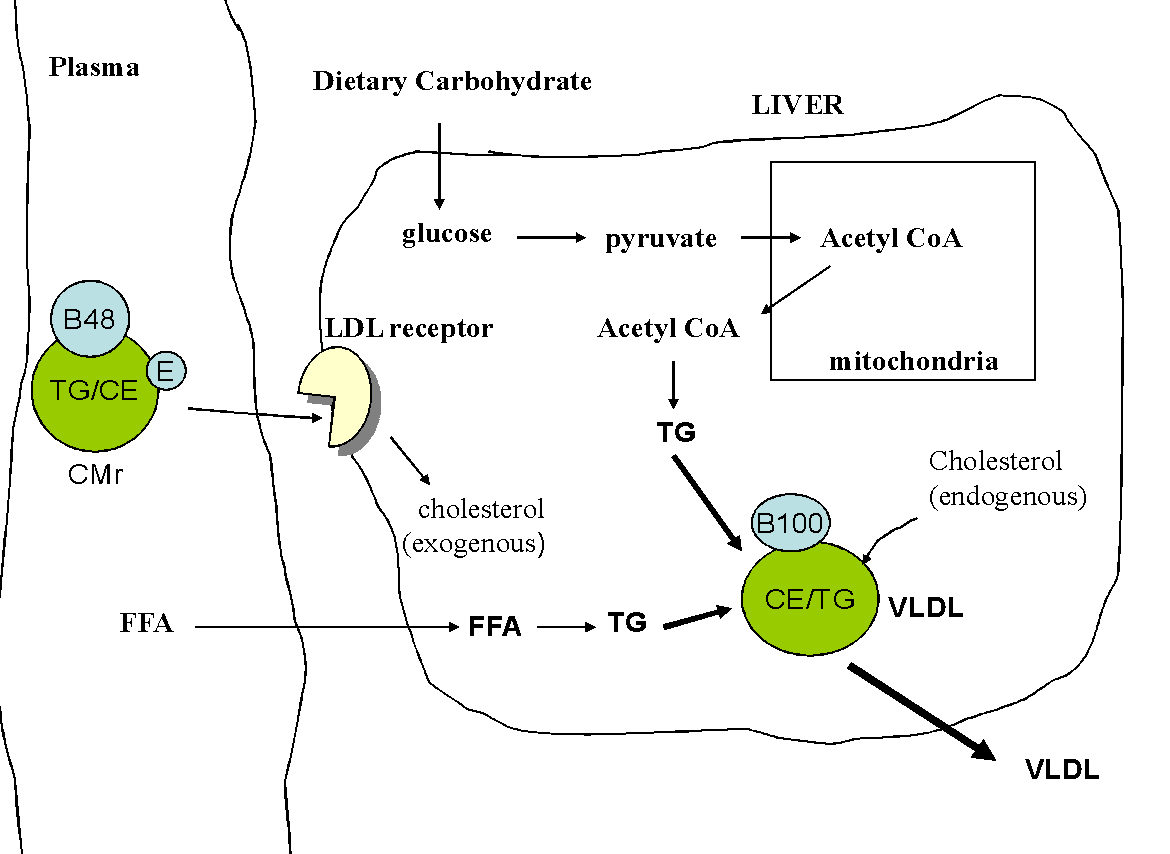 Plasma
Dietary Carbohydrate
LIVER
glucose
pyruvate
Acetyl CoA
B48
LDL receptor
Acetyl CoA
mitochondria
E
TG/CE
TG
CMr
Cholesterol
(endogenous)
cholesterol
(exogenous)
B100
CE/TG
VLDL
FFA
FFA
TG
VLDL